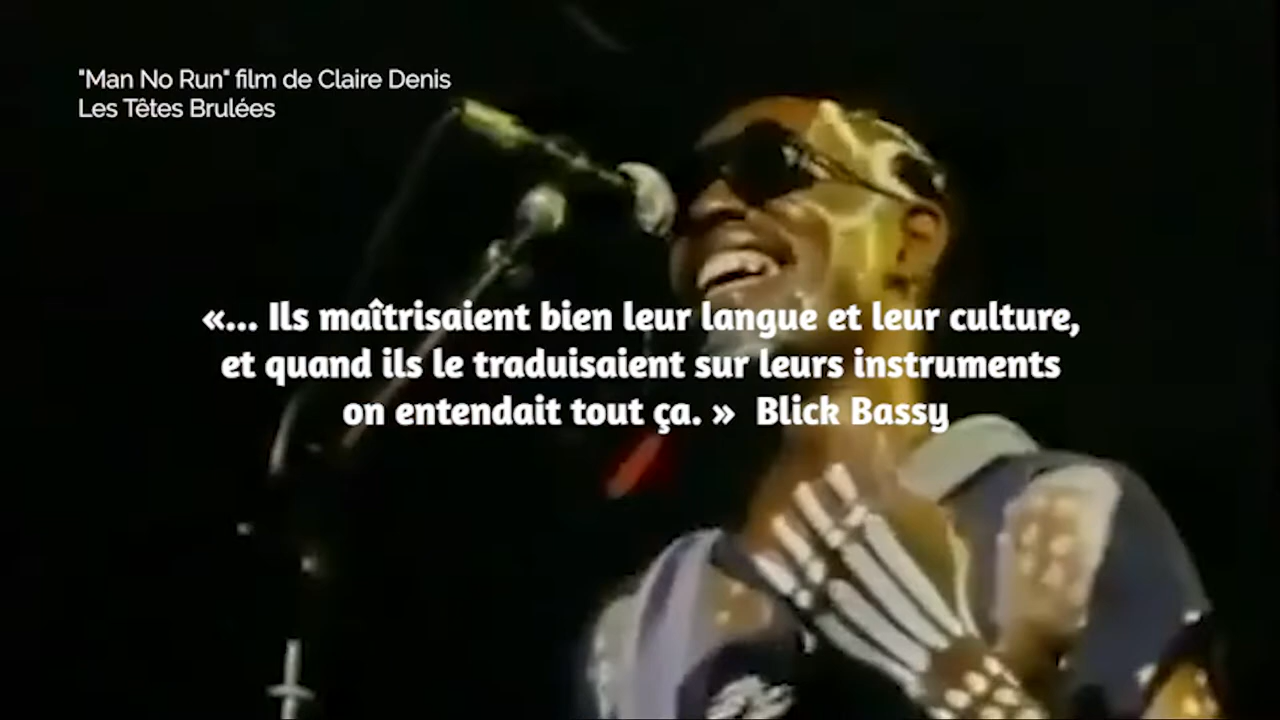 "Man No Run" film de Claire Denis
Les Têtes Brulées
«... Ils maîtrisaient bien leur langue et leur culture,
et quand ils le traduisaient sur leurs instruments
on entendait tout ça. »  Blick Bassy